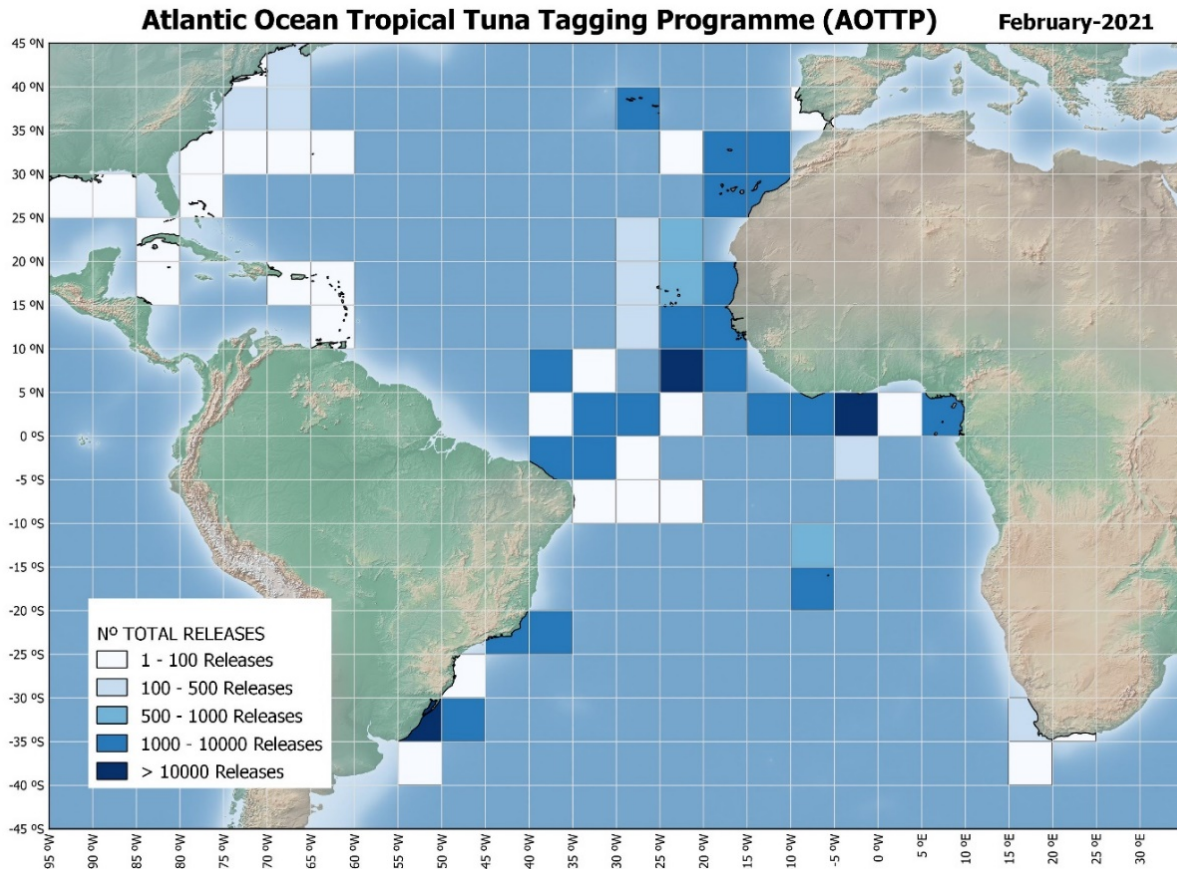 Atlantic Ocean Tropical Tuna Tagging Programme (AOTTP) February-2021
45 ºN
40 ºN
35 ºN
30 ºN
25 ºN
20 ºN
15 ºN
10 ºN
5 ºN
0 ºS
-5 ºS
-10 ºS
-15 ºS
-20 ºS
-25 ºS
-30 ºS
-35 ºS
-40 ºS
-45 ºS
Nº TOTAL RELEASES
1 - 100 Releases
100 - 500 Releases
500 - 1000 Releases
1000 - 10000 Releases
> 10000 Releases
-95 ºW
-90 ºW
-85 ºW
-80 ºW
-75 ºW
-70 ºW
-65 ºW
-60 ºW
-55 ºW
-50 ºW
-45 ºW
-40 ºW
-35 ºW
-30 ºW
-25 ºW
-20 ºW
-15 ºW
-10 ºW
-5 ºW
0 ºW
5 ºE
10 ºE
15 ºE
20 ºE
25 ºE
30 ºE